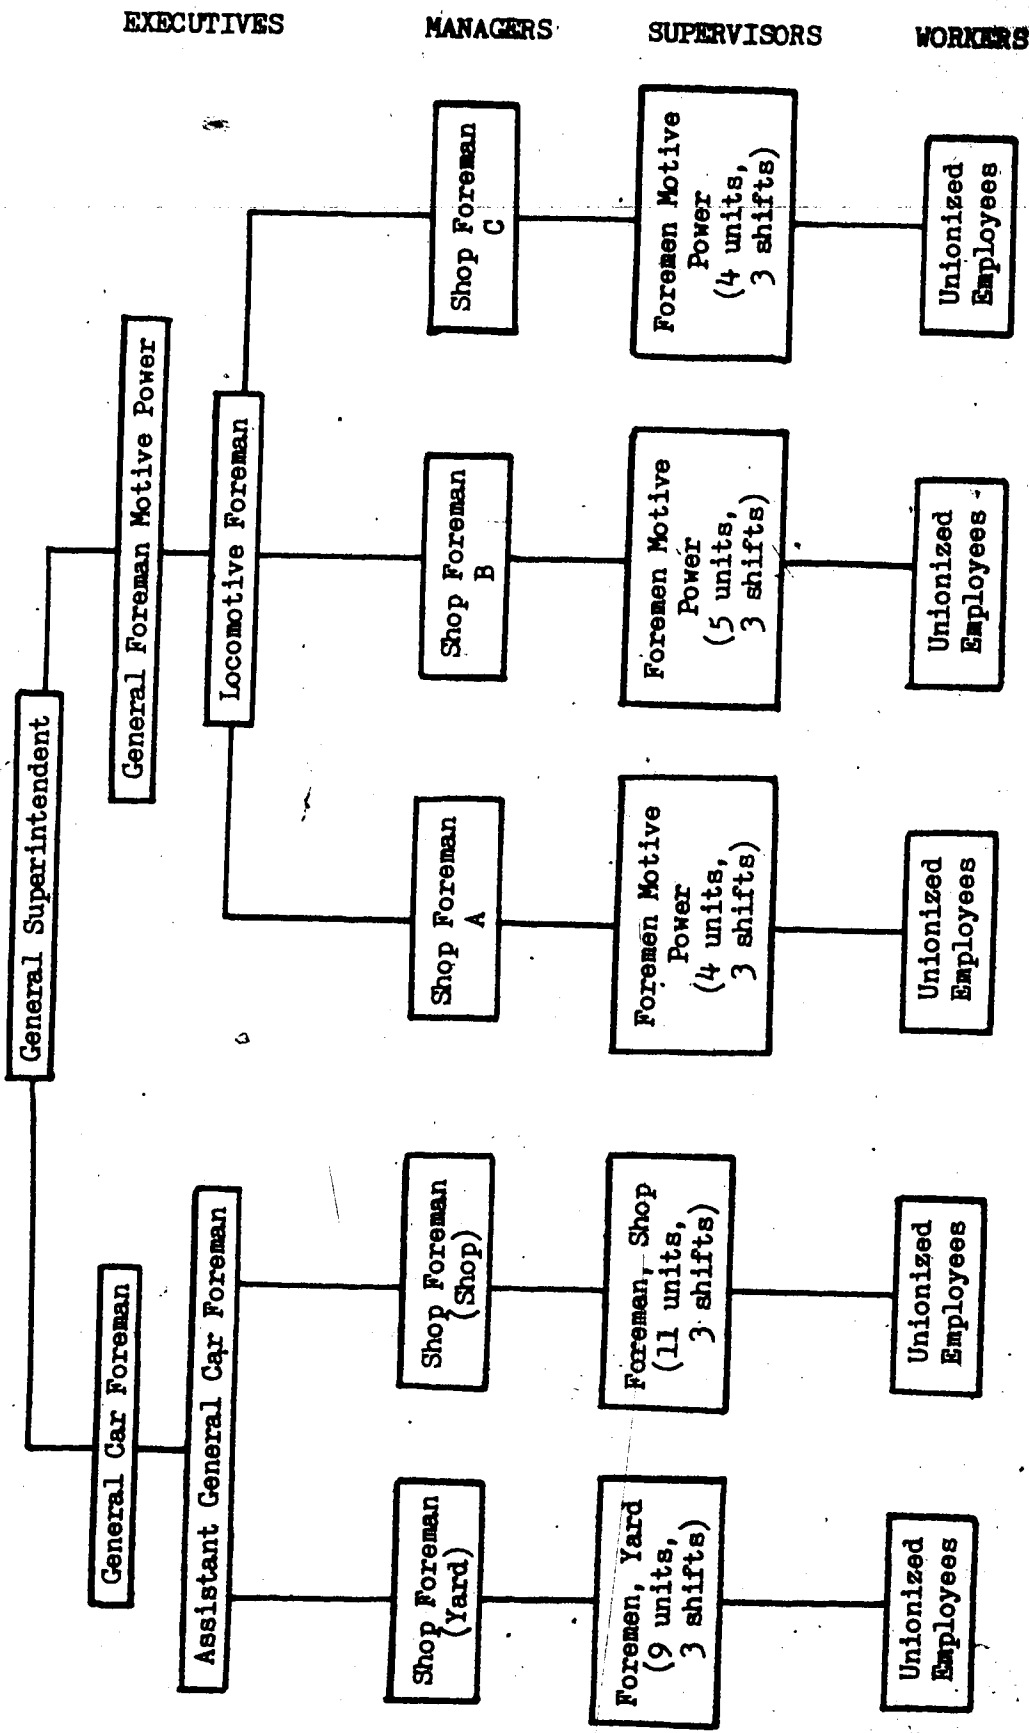 EXECUTIVES
MANAGERS
SUPERVISORS
WORKERS
General Superintendent
General Car Foreman
General Foreman Motive Power
Assistant General Car Foreman
Locomotive Foreman
Shop Foreman
(Yard)
Shop Foreman
(Shop)
Shop Foreman
A
Shop Foreman
B
Shop Foreman
C
Foremen, Yard
(9 units,
3 shifts)
Foremen, Shop
(11 units,
3 shifts)
Foremen Motive
Power
(4 units,
3 shifts)
Foremen Motive
Power
(5 units,
3 shifts)
Foremen Motive
Power
(4 units,
3 shifts)
Unionized
Employees
Unionized
Employees
Unionized
Employees
Unionized
Employees
Unionized
Employees